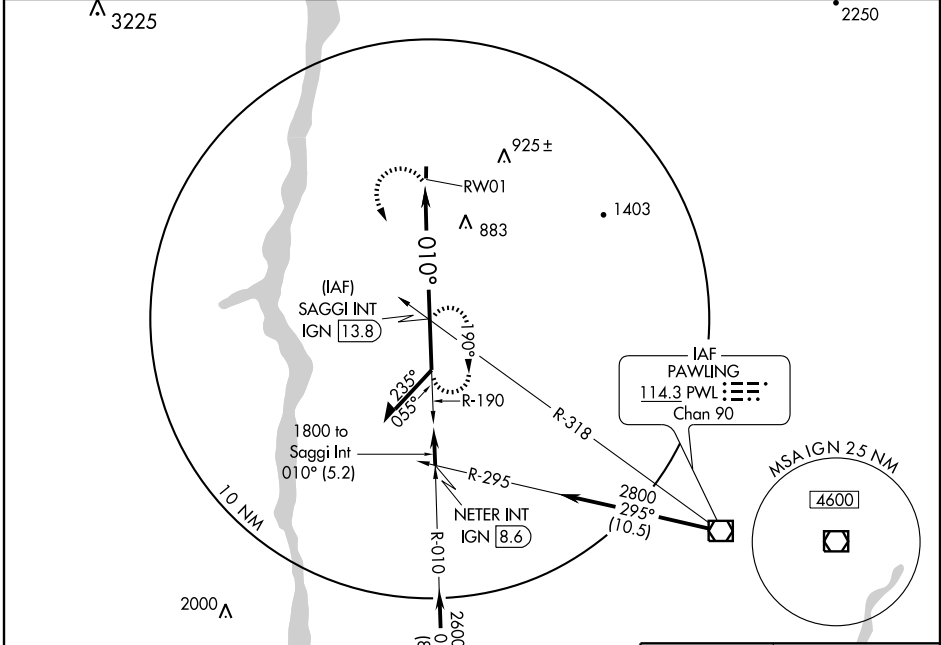 3225
2250
925±
RW01
1403
883
010°
(IAF)
SAGGI INT
IGN 13.8
190°
235°
055°
R-190
IAF
PAWLING
114.3 PWL
Chan 90
R-318
1800 to
Saggi Int
010° (5.2)
R-295
2800
295°
(10.5)
NETER INT
IGN 8.6
MSA IGN 25 NM
4600
10 NM
R-010
2000
2600